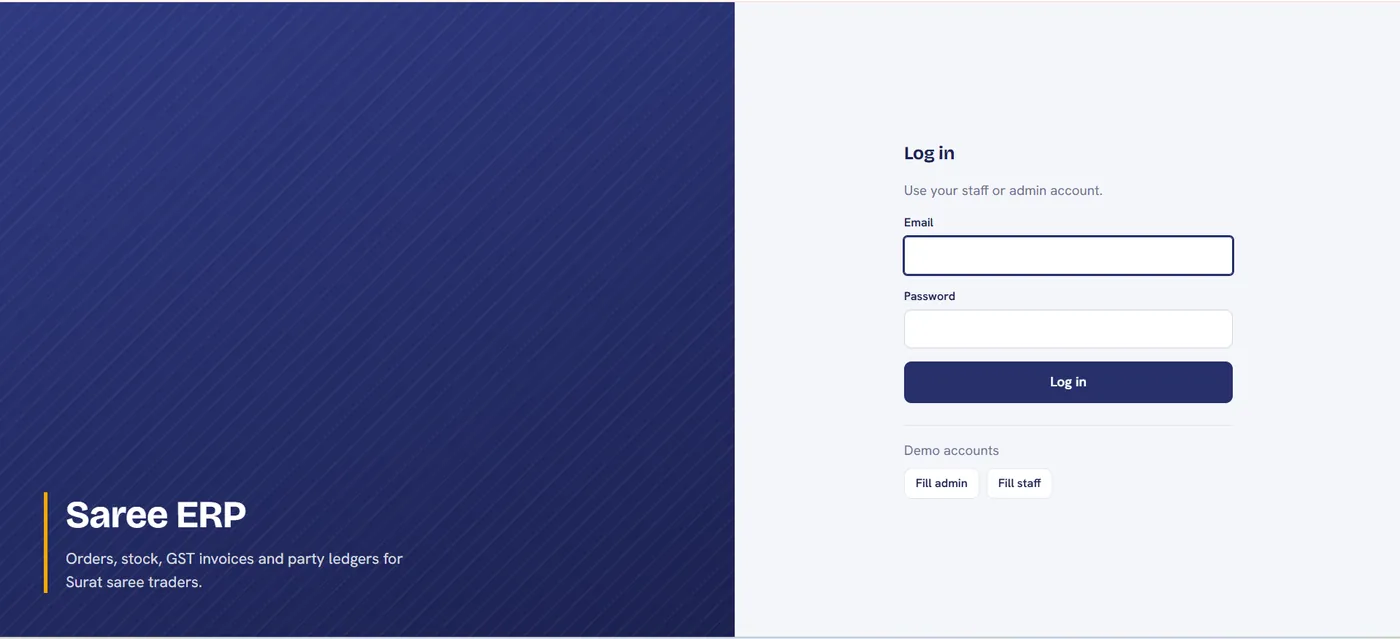 Saree ERP
Orders, stock, GST invoices and party ledgers for
Surat saree traders.
Log in
Use your staff or admin account.
Email
Password
Log in
Demo accounts
Fill admin
Fill staff